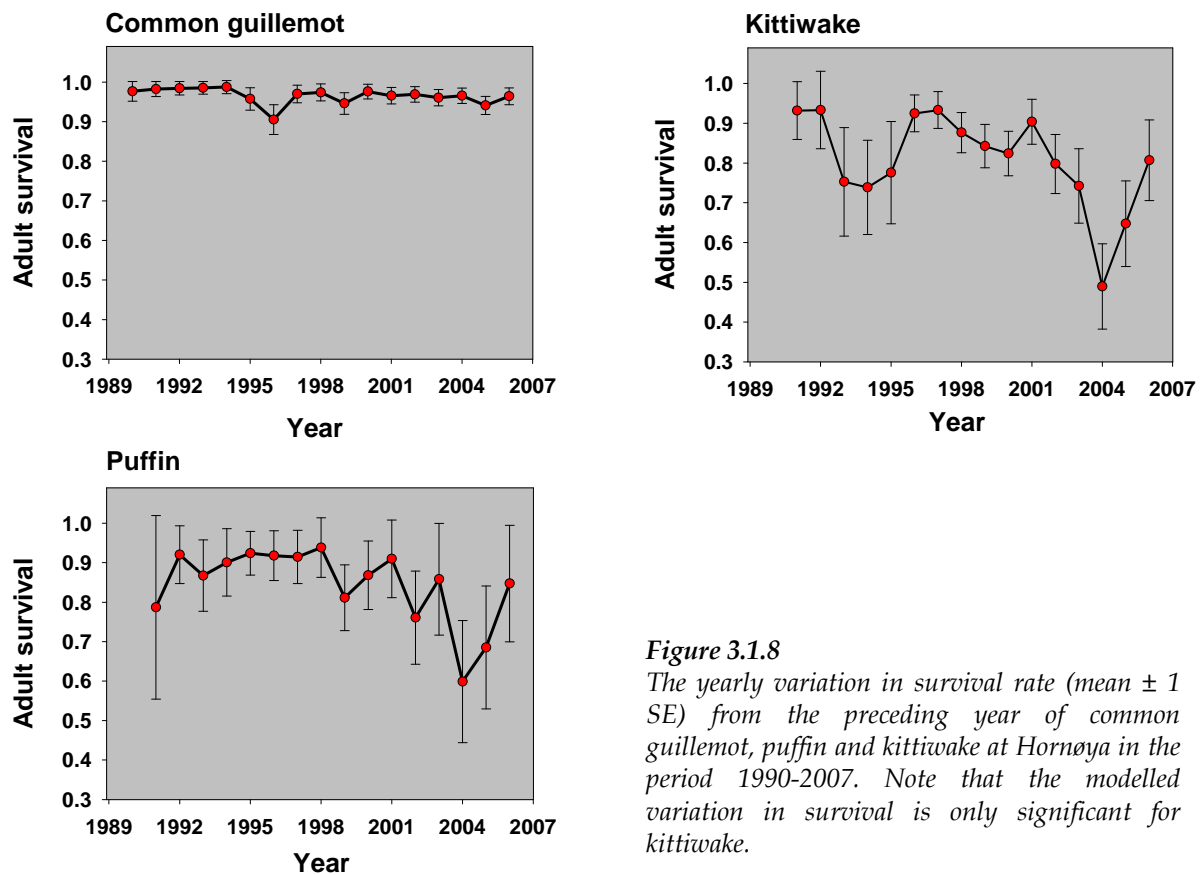 Common guillemot
Adult survival
1.0
0.9
0.8
0.7
0.6
0.5
0.4
0.3
1989 1992 1995 1998 2001 2004 2007
Year
Kittiwake
Adult survival
1.0
0.9
0.8
0.7
0.6
0.5
0.4
0.3
1989 1992 1995 1998 2001 2004 2007
Year
Puffin
Adult survival
1.0
0.9
0.8
0.7
0.6
0.5
0.4
0.3
1989 1992 1995 1998 2001 2004 2007
Year
Figure 3.1.8
The yearly variation in survival rate (mean ± 1
SE) from the preceding year of common
guillemot, puffin and kittiwake at Hornøya in the
period 1990-2007. Note that the modelled
variation in survival is only significant for
kittiwake.